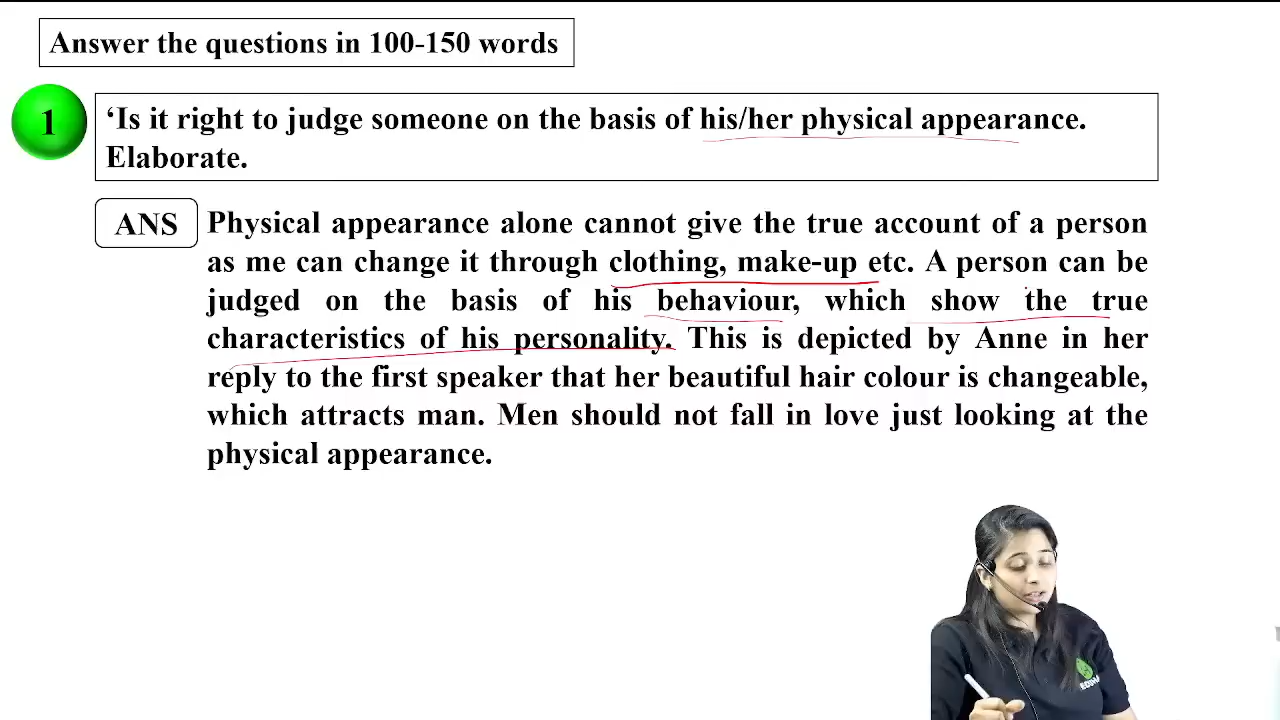 Answer the questions in 100-150 words
1
‘Is it right to judge someone on the basis of his/her physical appearance.
Elaborate.
ANS
Physical appearance alone cannot give the true account of a person
as me can change it through clothing, make-up etc. A person can be
judged on the basis of his behaviour, which show the true
characteristics of his personality. This is depicted by Anne in her
reply to the first speaker that her beautiful hair colour is changeable,
which attracts man. Men should not fall in love just looking at the
physical appearance.